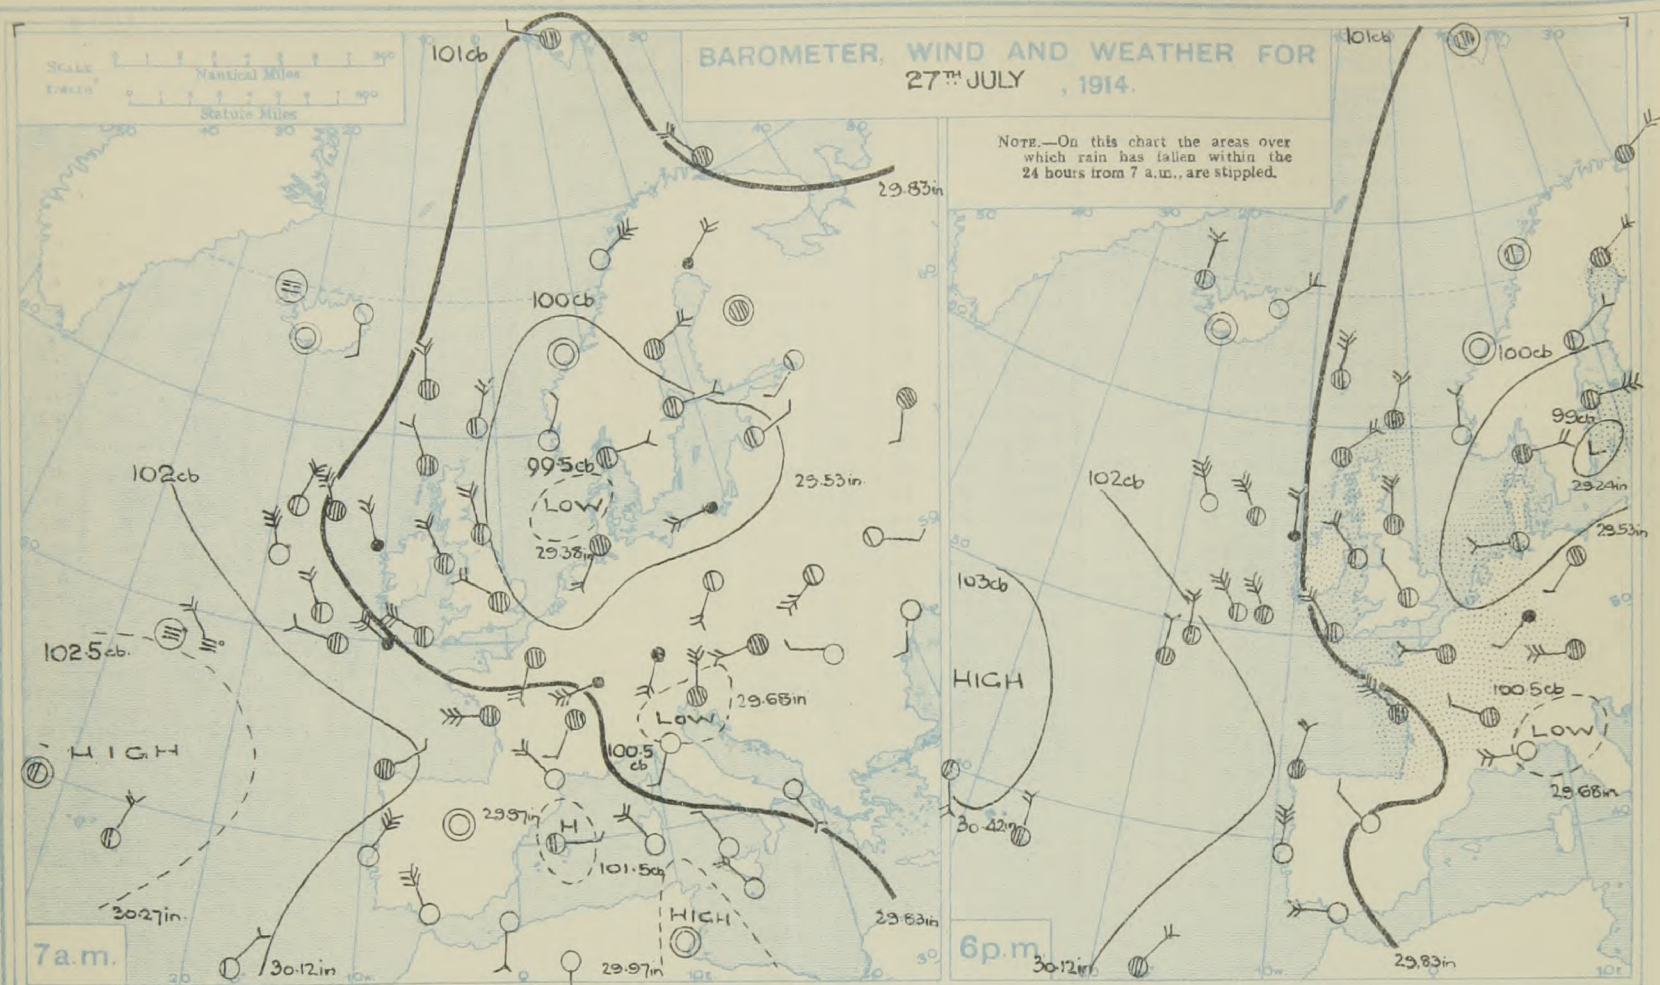 BAROMETER, WIND AND WEATHER FOR
27TH JULY , 1914.
NOTE.—On this chart the areas over
which rain has fallen within the
24 hours from 7 a.m., are stippled.
Nautical Miles
Statute Miles
101cb
29.83in
100cb
99.5cb
LOW
29.38in
29.53in.
102cb
102.5cb.
HIGH
30.27in.
30.12in
29.68in
LOW
100.5
cb
29.97in
H
101.5cb
HIGH
29.97in
29.83in
7a.m.
101cb
100cb
99cb
L
29.24in
29.53in
102cb
103cb
HIGH
30.42in
100.5cb
LOW
29.68in
30.12in
29.83in
6p.m.